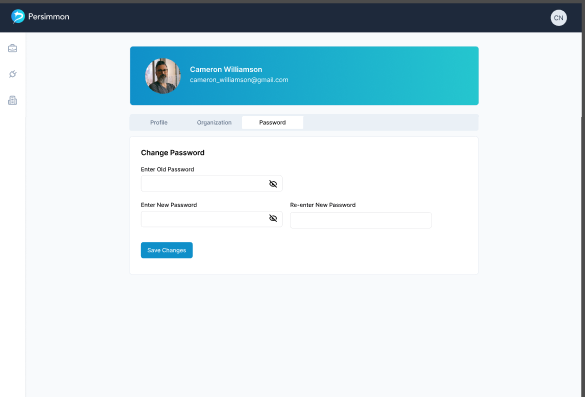 Persimmon
CN
Cameron Williamson
cameron_williamson@gmail.com
Profile Organization Password
Change Password
Enter Old Password
Enter New Password Re-enter New Password
Save Changes